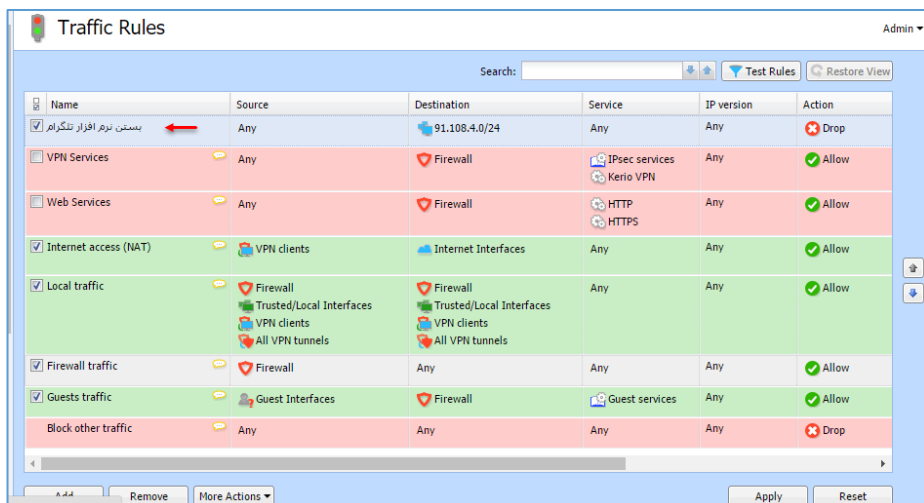 Traffic Rules
Admin
Search:
Test Rules
Restore View
Name Source Destination Service IP version Action
بستن نرم افزار تلگرام Any 91.108.4.0/24 Any Any Drop
VPN Services Any Firewall IPsec services Any Allow
Kerio VPN
Web Services Any Firewall HTTP Any Allow
HTTPS
Internet access (NAT) VPN clients Internet Interfaces Any Any Allow
Local traffic Firewall Firewall Any Any Allow
Trusted/Local Interfaces Trusted/Local Interfaces
VPN clients VPN clients
All VPN tunnels All VPN tunnels
Firewall traffic Firewall Any Any Any Allow
Guests traffic Guest Interfaces Firewall Guest services Any Allow
Block other traffic Any Any Any Any Drop
Add Remove More Actions Apply Reset